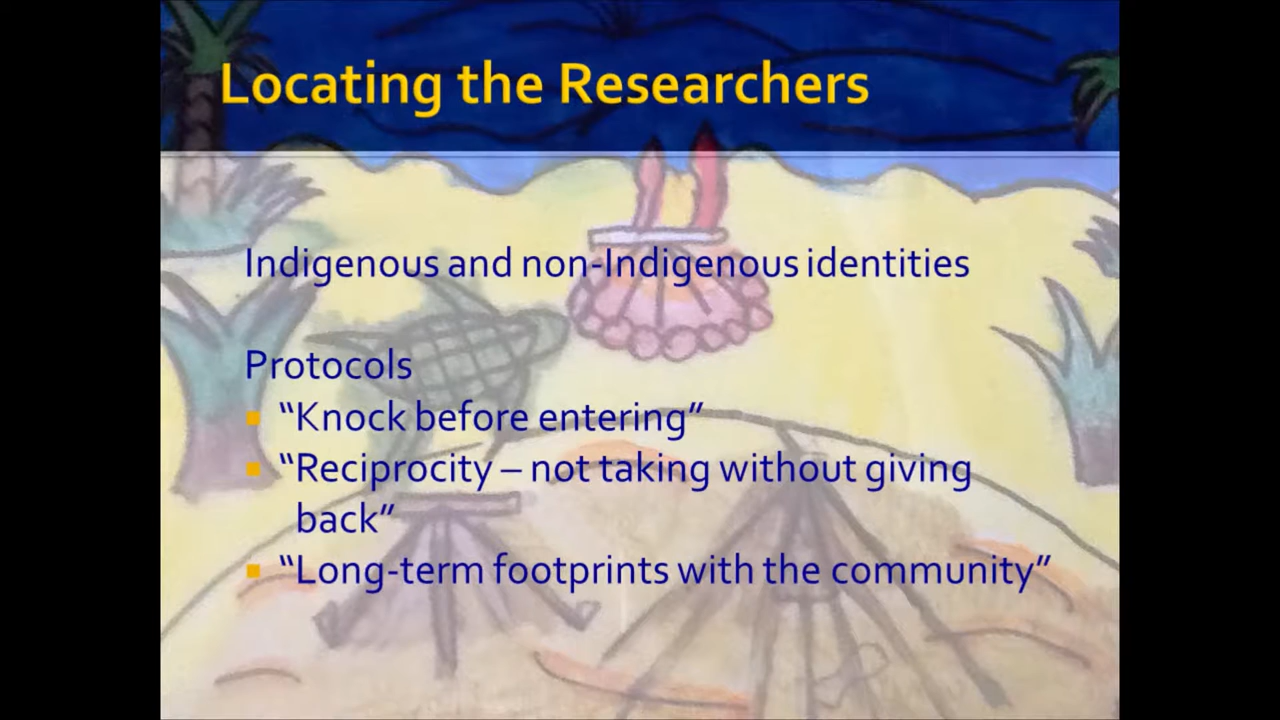 Locating the Researchers
Indigenous and non-Indigenous identities
Protocols
“Knock before entering”
“Reciprocity – not taking without giving
back”
“Long-term footprints with the community”